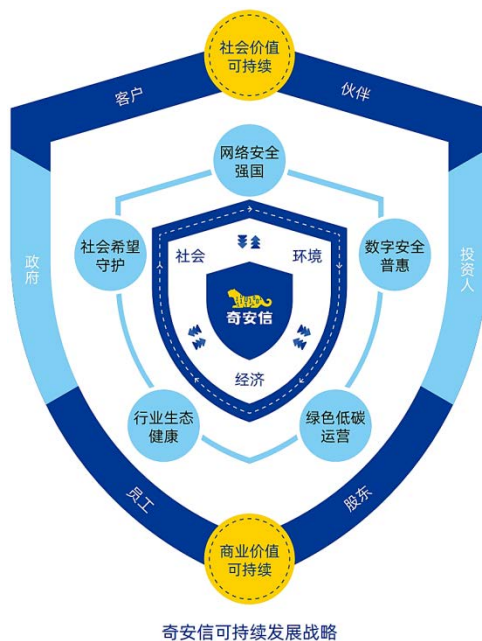 社会价值
可持续
客户
伙伴
网络安全
强国
社会希望
守护
数字安全
普惠
社会
环境
政府
投资人
奇安信
经济
行业生态
健康
绿色低碳
运营
员工
股东
商业价值
可持续
奇安信可持续发展战略